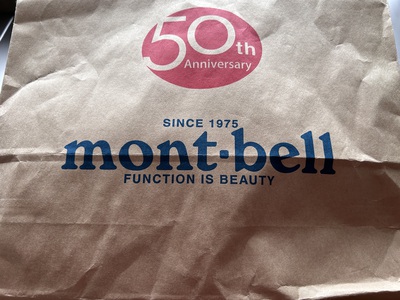 50th
Anniversary
SINCE 1975
mont-bell
FUNCTION IS BEAUTY